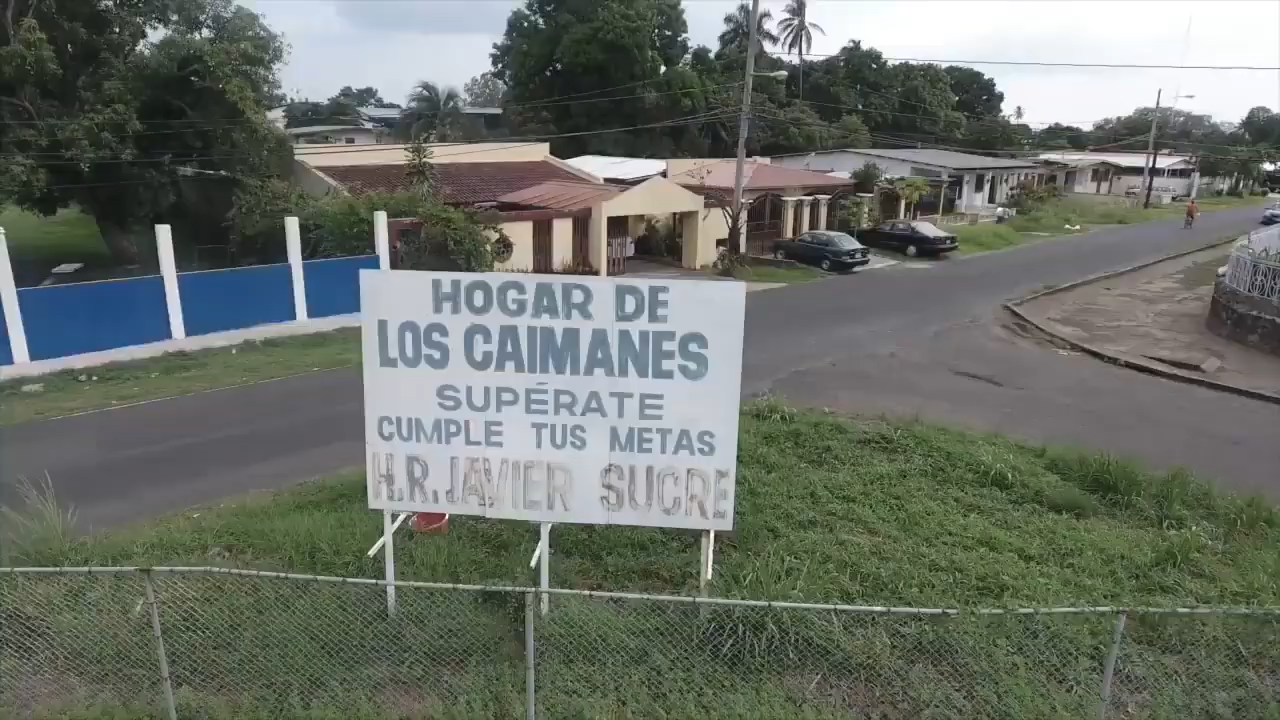 HOGAR DE
LOS CAIMANES
SUPÉRATE
CUMPLE TUS METAS
H.R. JAVIER SUCRE